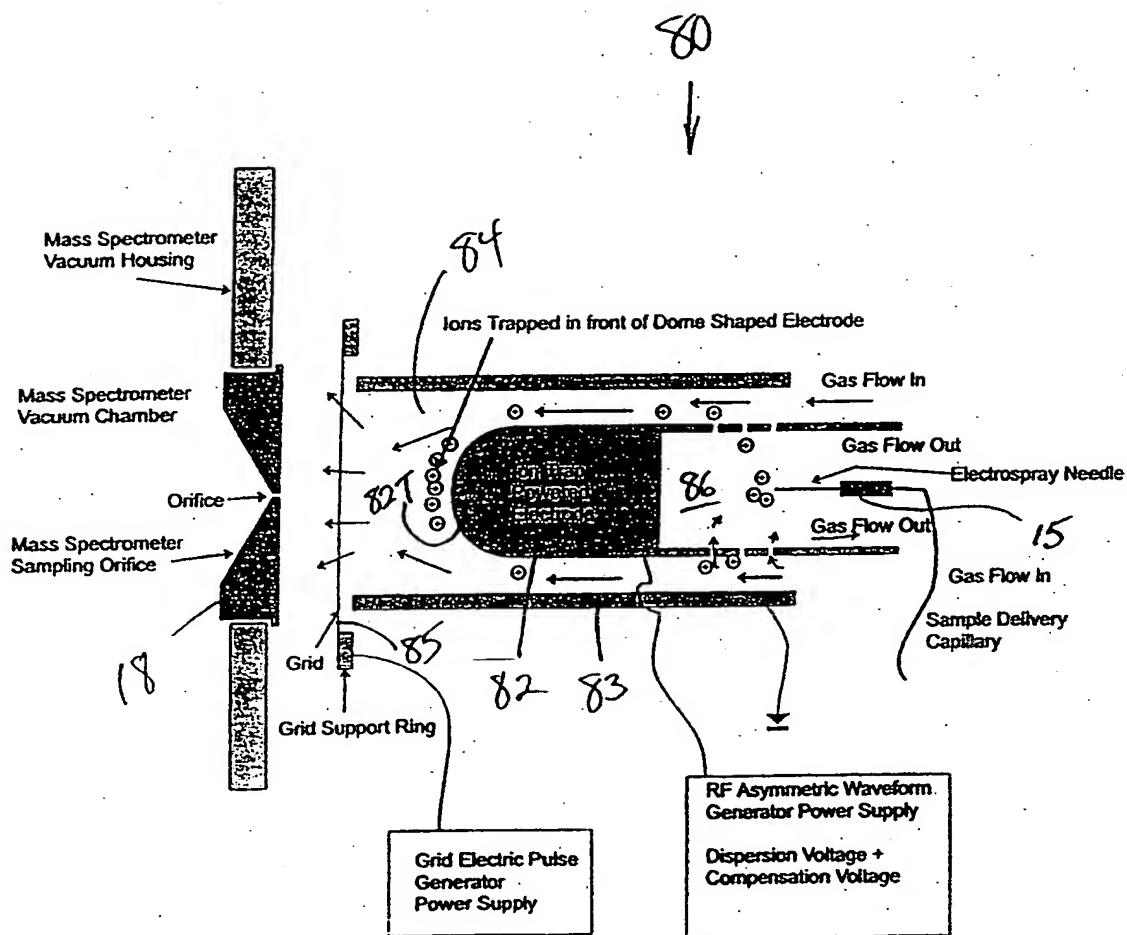 80
Mass Spectrometer
Vacuum Housing
84
Ions Trapped in front of Dome Shaped Electrode
Mass Spectrometer
Vacuum Chamber
Gas Flow In
Gas Flow Out
Electrospray Needle
Ion Trap
Powered
Electrode
82T
86
Orifice
Gas Flow Out
15
Mass Spectrometer
Sampling Orifice
Gas Flow In
Sample Delivery
Capillary
18
Grid
85
82
83
Grid Support Ring
RF Asymmetric Waveform
Generator Power Supply
Dispersion Voltage +
Compensation Voltage
Grid Electric Pulse
Generator
Power Supply